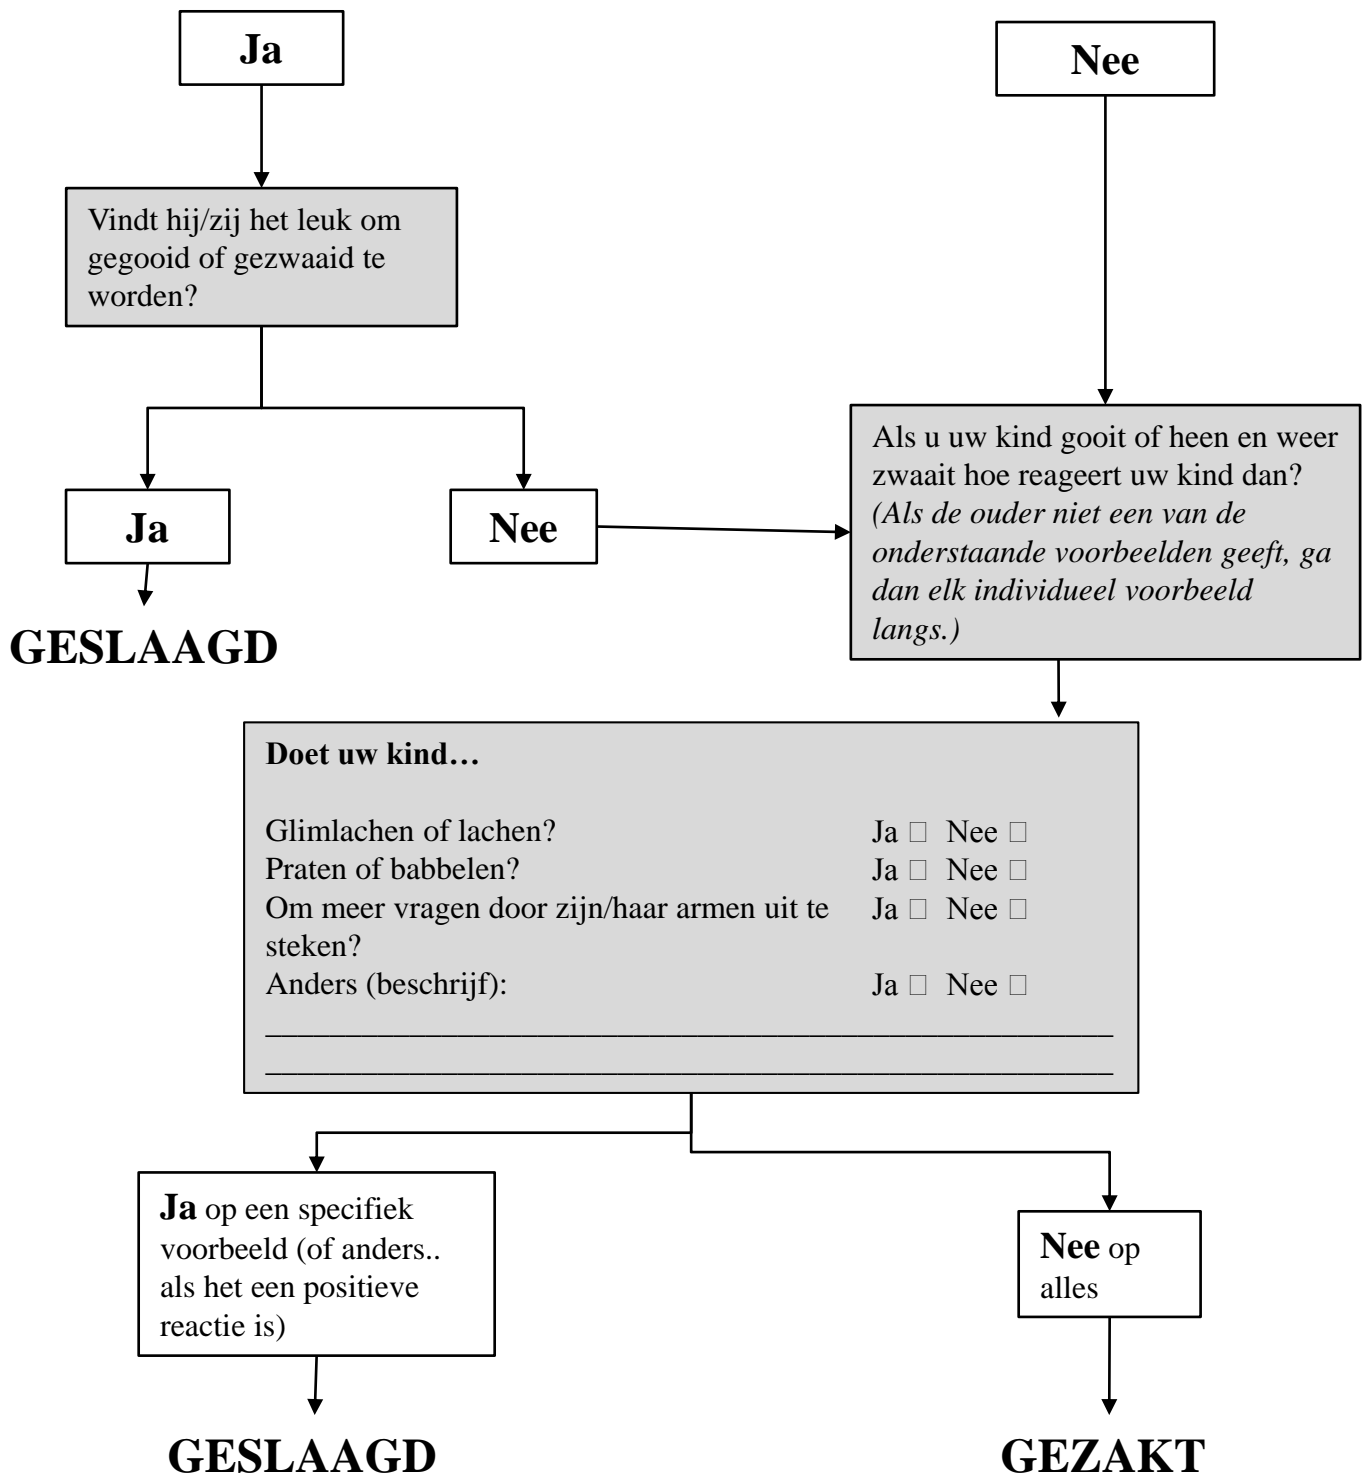 Ja
Nee
Vindt hij/zij het leuk om
gegooid of gezwaaid te
worden?
Ja
Nee
Als u uw kind gooit of heen en weer
zwaait hoe reageert uw kind dan?
(Als de ouder niet een van de
onderstaande voorbeelden geeft, ga
dan elk individueel voorbeeld
langs.)
GESLAAGD
Doet uw kind…
Glimlachen of lachen? Ja □ Nee □
Praten of babbelen? Ja □ Nee □
Om meer vragen door zijn/haar armen uit te Ja □ Nee □
steken?
Anders (beschrijf): Ja □ Nee □
Ja op een specifiek
voorbeeld (of anders..
als het een positieve
reactie is)
Nee op
alles
GESLAAGD
GEZAKT